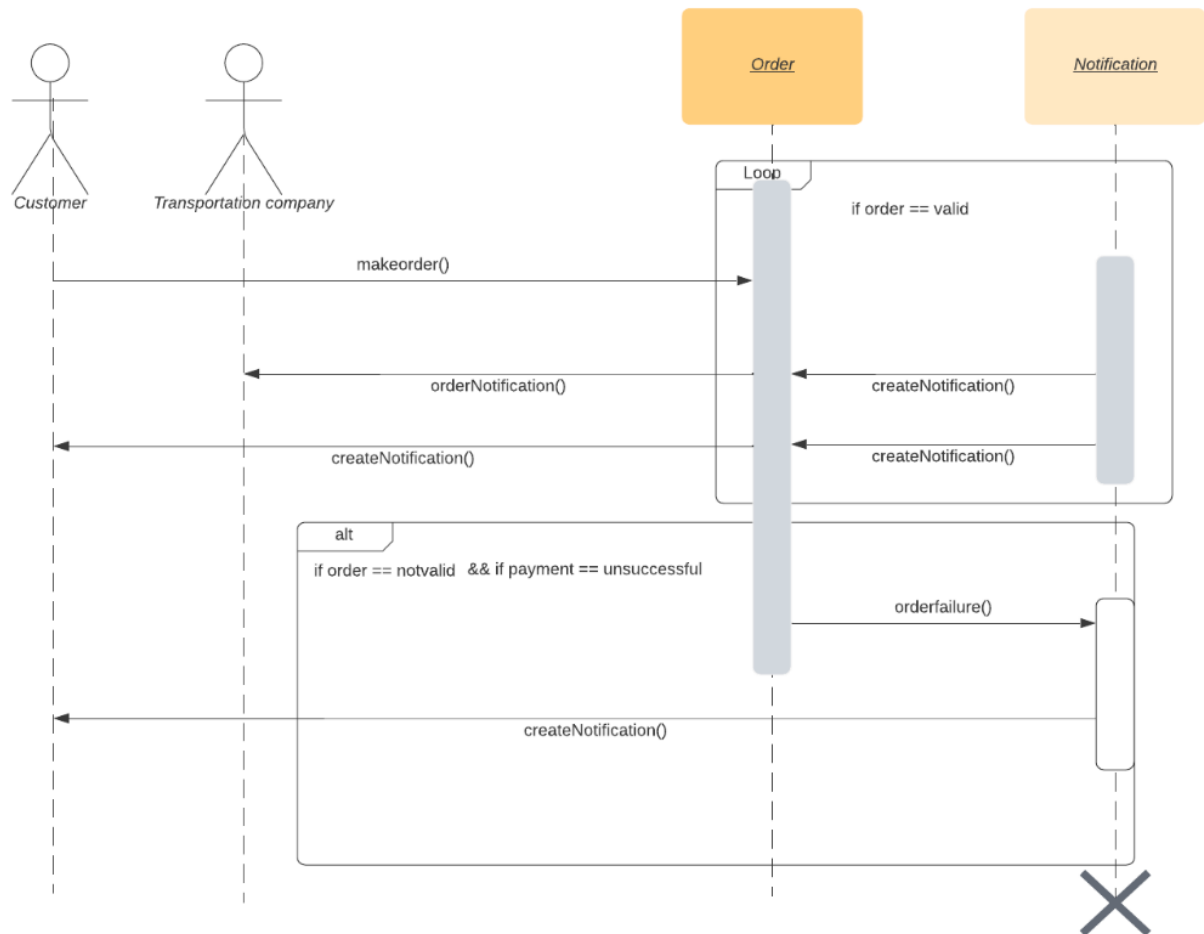 Order
Notification
Customer
Transportation company
Loop
if order == valid
makeorder()
orderNotification()
createNotification()
createNotification()
createNotification()
alt
if order == notvalid && if payment == unsuccessful
orderfailure()
createNotification()